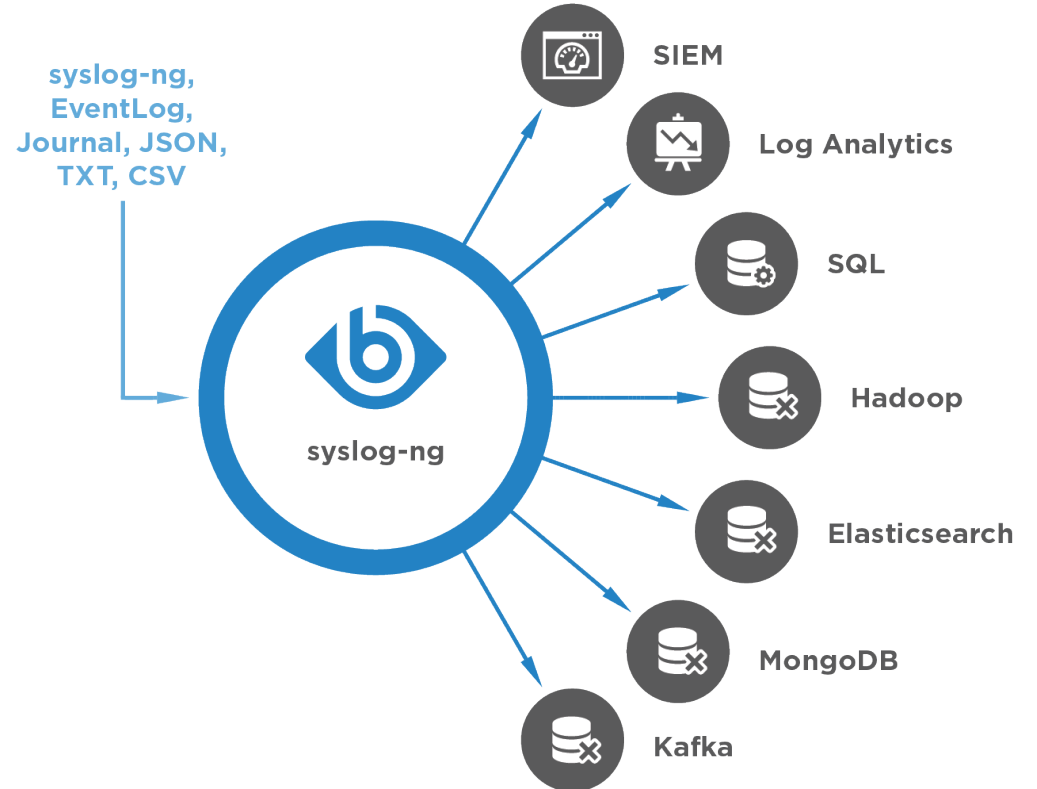 syslog-ng,
EventLog,
Journal, JSON,
TXT, CSV
SIEM
Log Analytics
SQL
syslog-ng
Hadoop
Elasticsearch
MongoDB
Kafka